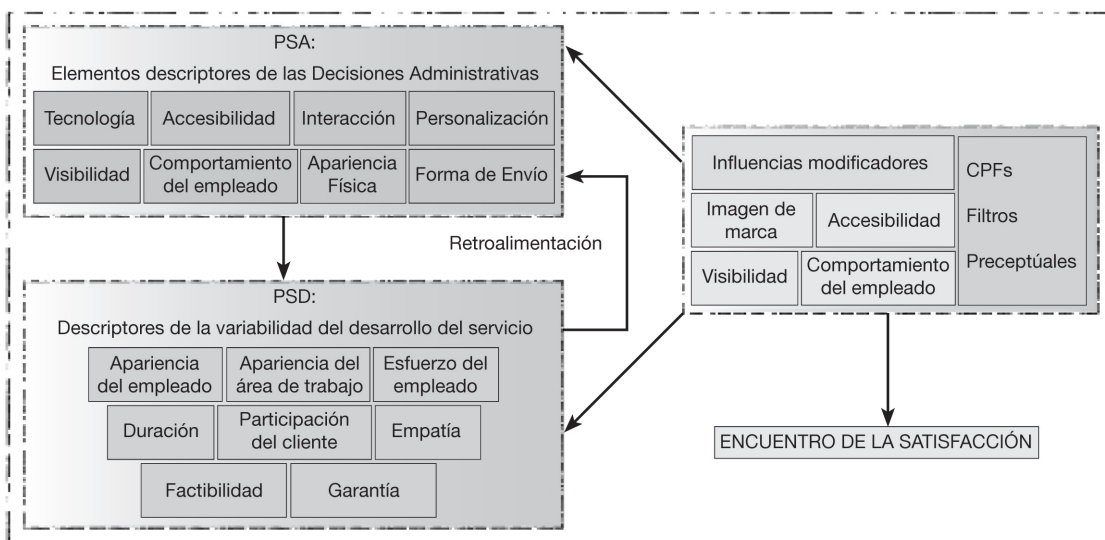 PSA:
Elementos descriptores de las Decisiones Administrativas
Tecnología
Accesibilidad
Interacción
Personalización
Visibilidad
Comportamiento
del empleado
Apariencia
Física
Forma de Envío
Retroalimentación
PSD:
Descriptores de la variabilidad del desarrollo del servicio
Apariencia
del empleado
Apariencia del
área de trabajo
Esfuerzo del
empleado
Duración
Participación
del cliente
Empatía
Factibilidad
Garantía
Influencias modificadores
Imagen de
marca
Accesibilidad
Visibilidad
Comportamiento
del empleado
CPFs
Filtros
Preceptúales
ENCUENTRO DE LA SATISFACCIÓN